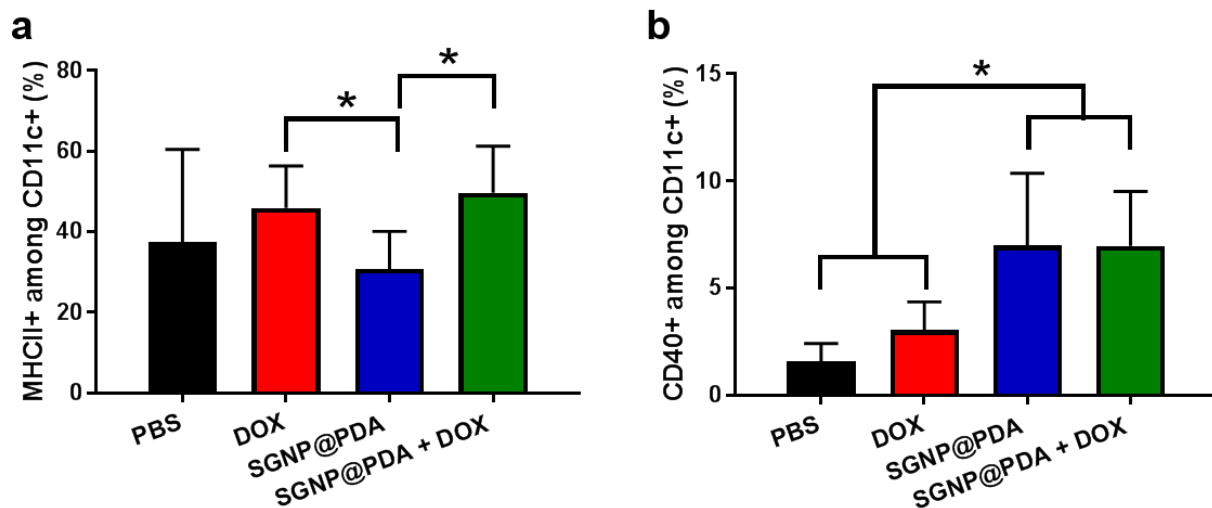 a
MHCII+ among CD11c+ (%)
80
60
40
20
0
*
*
PBS
DOX
SGNP@PDA
SGNP@PDA + DOX
b
CD40+ among CD11c+ (%)
15
10
5
0
*
PBS
DOX
SGNP@PDA
SGNP@PDA + DOX